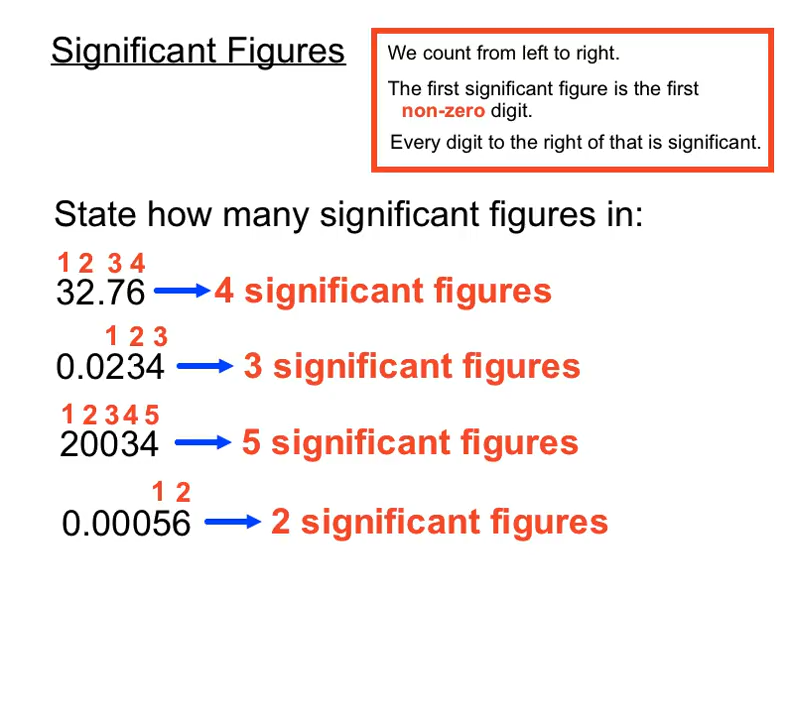 Significant Figures
We count from left to right.
The first significant figure is the first
non-zero digit.
Every digit to the right of that is significant.
State how many significant figures in:
1 2 3 4
32.76 4 significant figures
1 2 3
0.0234 3 significant figures
1 2 3 4 5
20034 5 significant figures
1 2
0.00056 2 significant figures